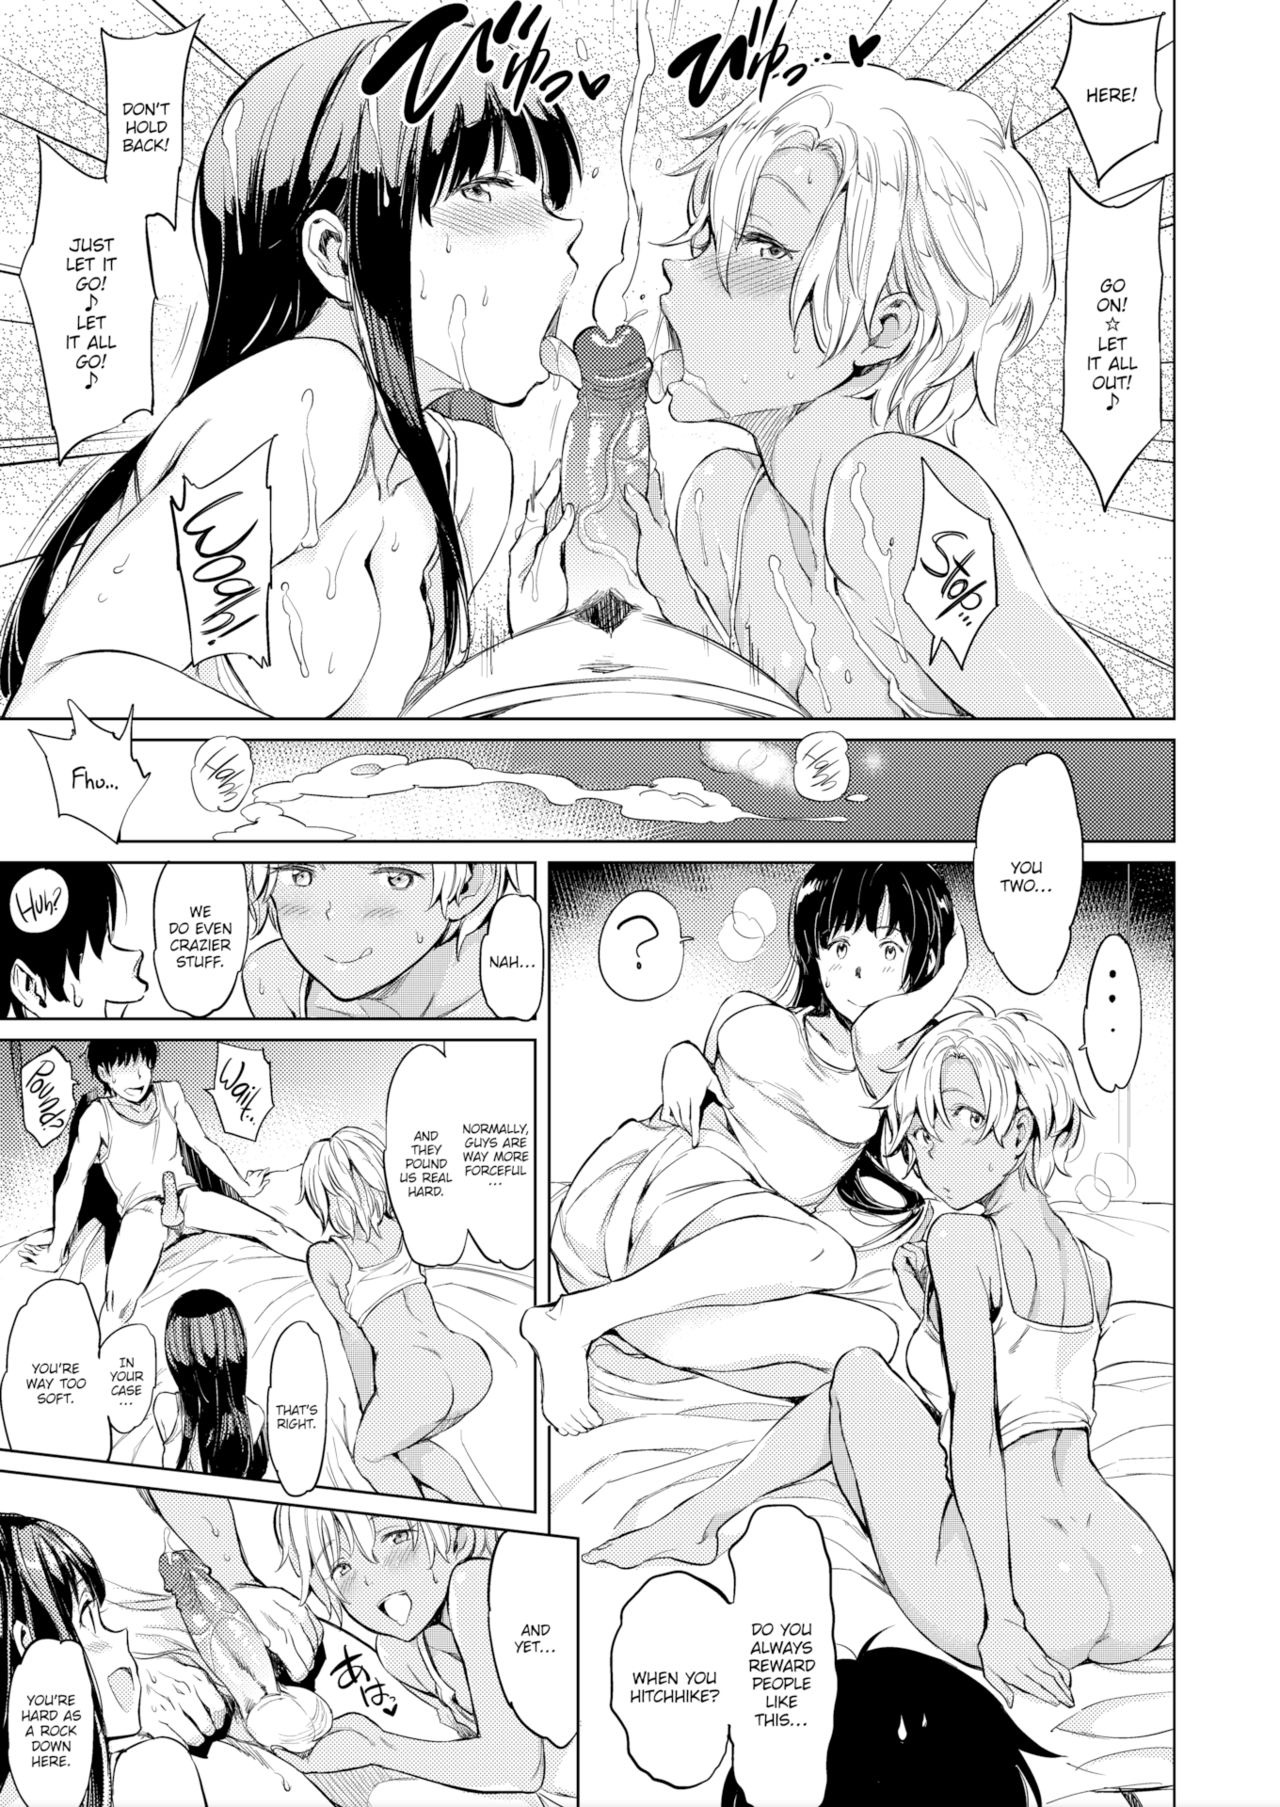 HERE!
GO
ON!
☆
LET
IT ALL
OUT!
♪
びゅっ…♥
びゅっ♥
DON'T
HOLD
BACK!
JUST
LET IT
GO!
♪
LET
IT ALL
GO!
♪
Stop...
Woah!
Hah
Hah
Fhu...
YOU
TWO...
?
...
DO YOU
ALWAYS
REWARD
PEOPLE
LIKE
THIS...
WHEN YOU
HITCHHIKE?
NAH...
WE
DO EVEN
CRAZIER
STUFF.
Huh?
NORMALLY,
GUYS ARE
WAY MORE
FORCEFUL
...
AND
THEY
POUND
US REAL
HARD.
Wait...
Pound?
THAT'S
RIGHT.
IN
YOUR
CASE
...
YOU'RE
WAY TOO
SOFT.
AND
YET...
あはっ♥
YOU'RE
HARD AS
A ROCK
DOWN
HERE.